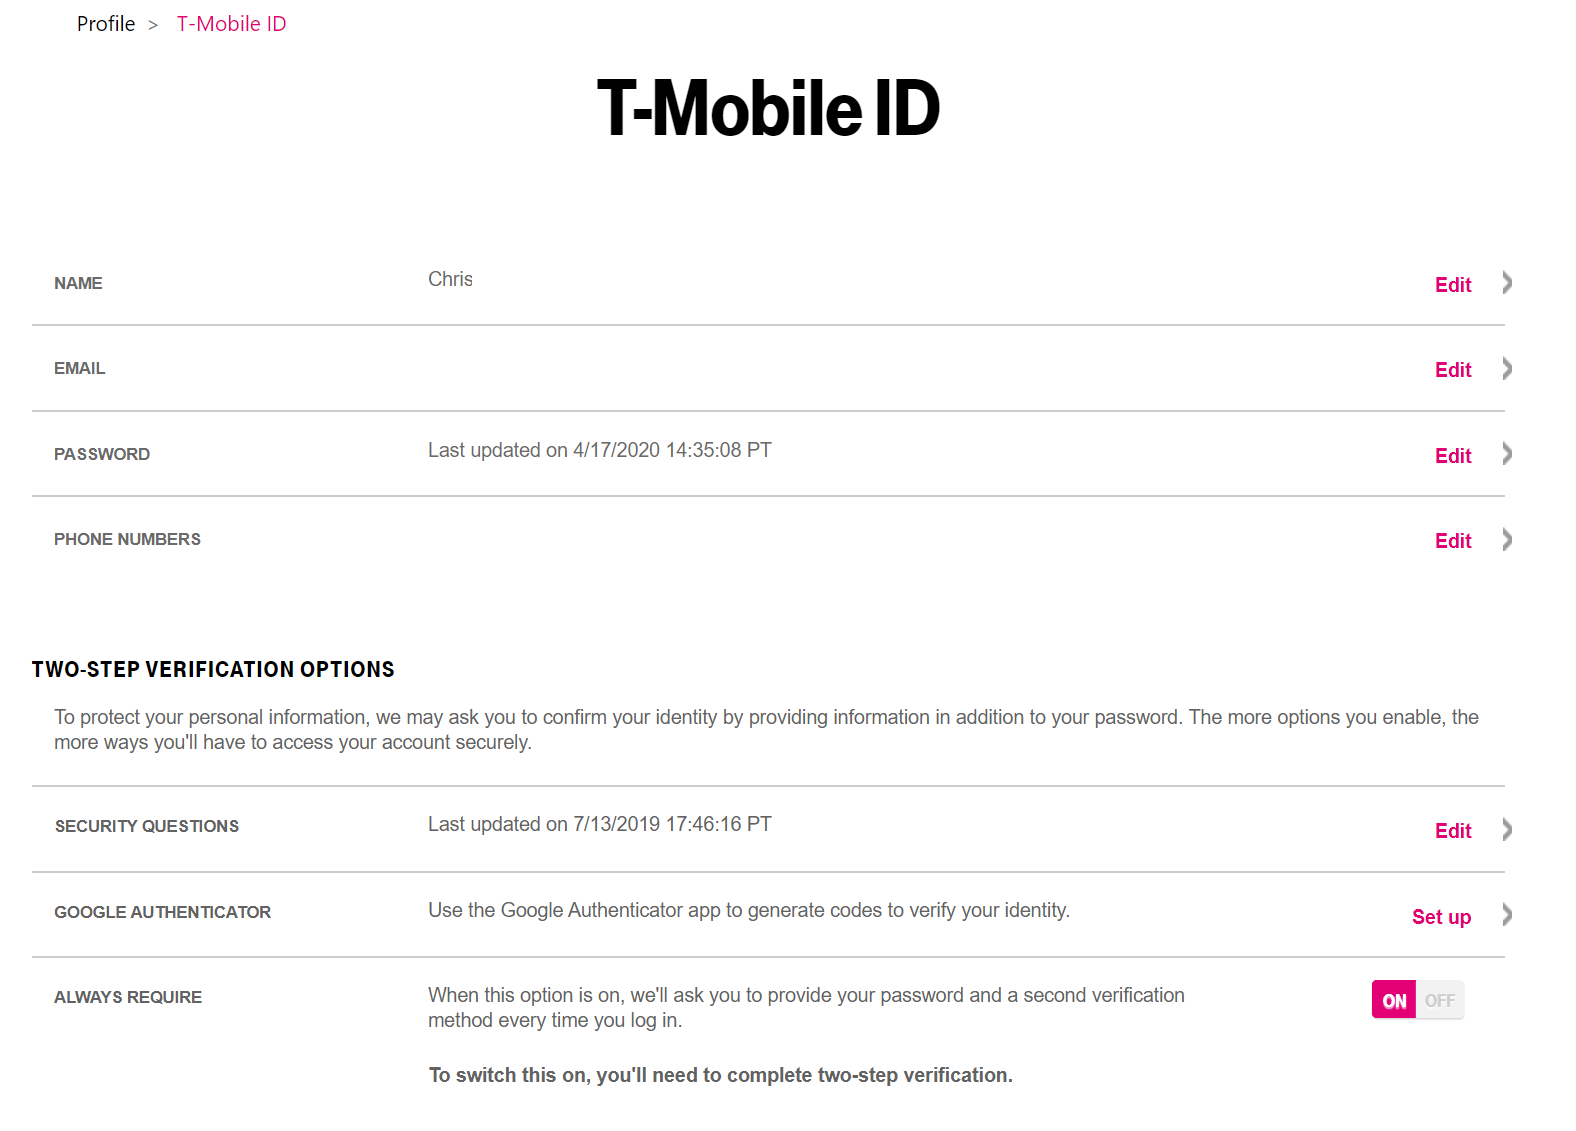 Profile > T-Mobile ID
T-Mobile ID
NAME Chris Edit
EMAIL Edit
PASSWORD Last updated on 4/17/2020 14:35:08 PT Edit
PHONE NUMBERS Edit
TWO-STEP VERIFICATION OPTIONS
To protect your personal information, we may ask you to confirm your identity by providing information in addition to your password. The more options you enable, the
more ways you'll have to access your account securely.
SECURITY QUESTIONS Last updated on 7/13/2019 17:46:16 PT Edit
GOOGLE AUTHENTICATOR Use the Google Authenticator app to generate codes to verify your identity. Set up
ALWAYS REQUIRE When this option is on, we'll ask you to provide your password and a second verification ON OFF
method every time you log in.
To switch this on, you'll need to complete two-step verification.